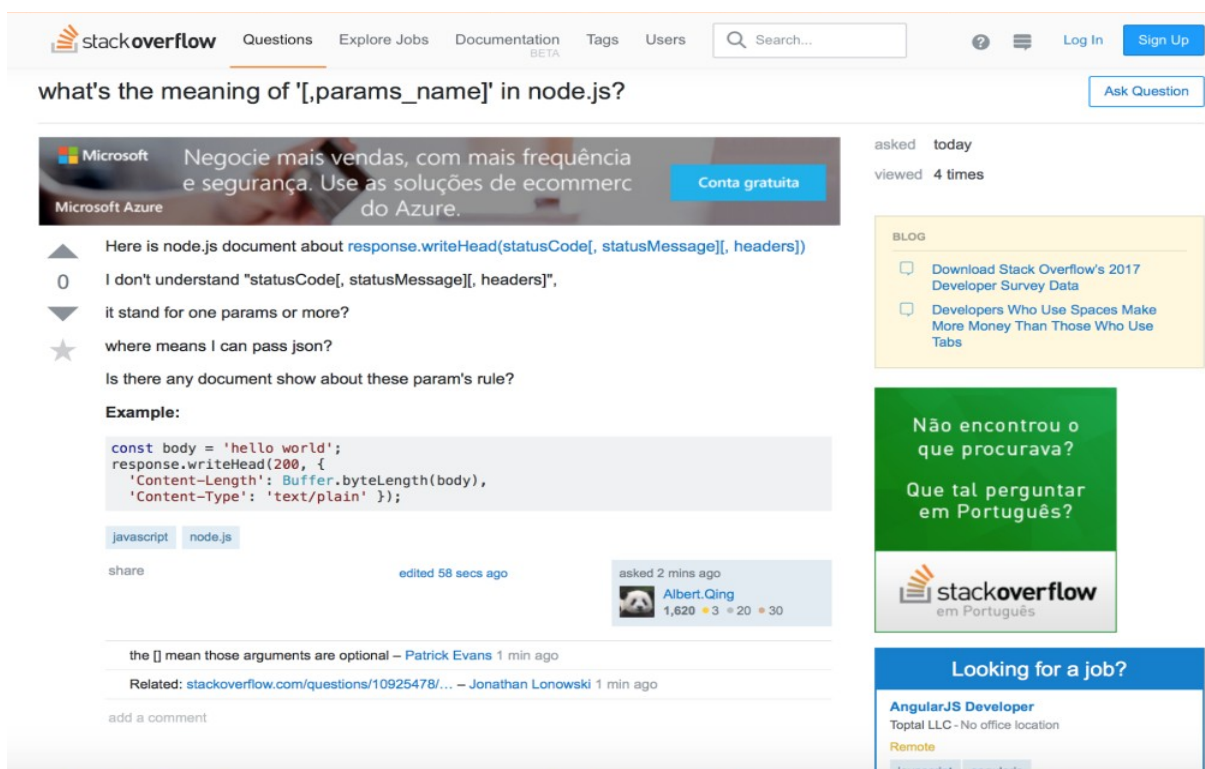 stackoverflow Questions Explore Jobs Documentation BETA Tags Users Search... Log In Sign Up
what's the meaning of '[,params_name]' in node.js?
Ask Question
Microsoft
Microsoft Azure
Negocie mais vendas, com mais frequência
e segurança. Use as soluções de ecommerc
do Azure.
Conta gratuita
0
Here is node.js document about response.writeHead(statusCode[, statusMessage][, headers])
I don't understand "statusCode[, statusMessage][, headers]",
it stand for one params or more?
where means I can pass json?
Is there any document show about these param's rule?
Example:
const body = 'hello world';
response.writeHead(200, {
  'Content-Length': Buffer.byteLength(body),
  'Content-Type': 'text/plain' });
javascript node.js
share edited 58 secs ago asked 2 mins ago
Albert.Qing
1,620 3 20 30
the [] mean those arguments are optional – Patrick Evans 1 min ago
Related: stackoverflow.com/questions/10925478/… – Jonathan Lonowski 1 min ago
add a comment
asked today
viewed 4 times
BLOG
Download Stack Overflow's 2017
Developer Survey Data
Developers Who Use Spaces Make
More Money Than Those Who Use
Tabs
Não encontrou o
que procurava?
Que tal perguntar
em Português?
stackoverflow
em Português
Looking for a job?
AngularJS Developer
Toptal LLC - No office location
Remote